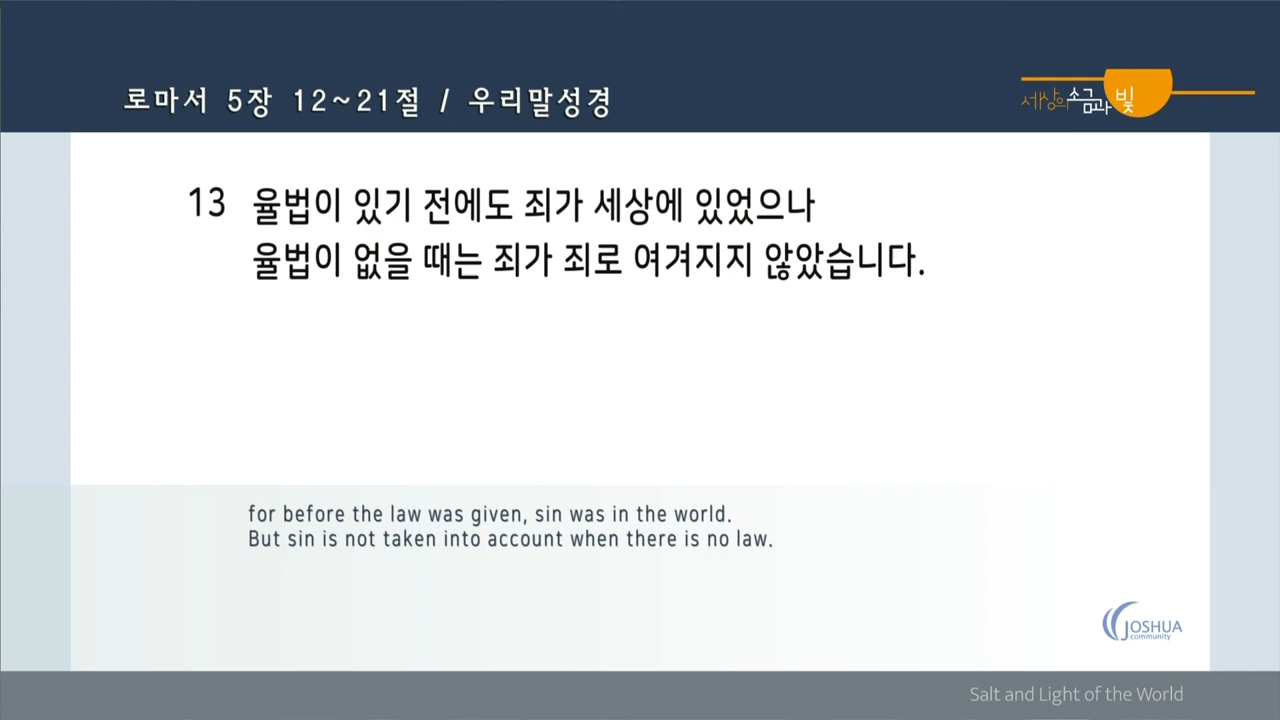 로마서 5장 12~21절 / 우리말성경
세상의 소금과 빛
13 율법이 있기 전에도 죄가 세상에 있었으나
율법이 없을 때는 죄가 죄로 여겨지지 않았습니다.
for before the law was given, sin was in the world.
But sin is not taken into account when there is no law.
JOSHUA
community
Salt and Light of the World